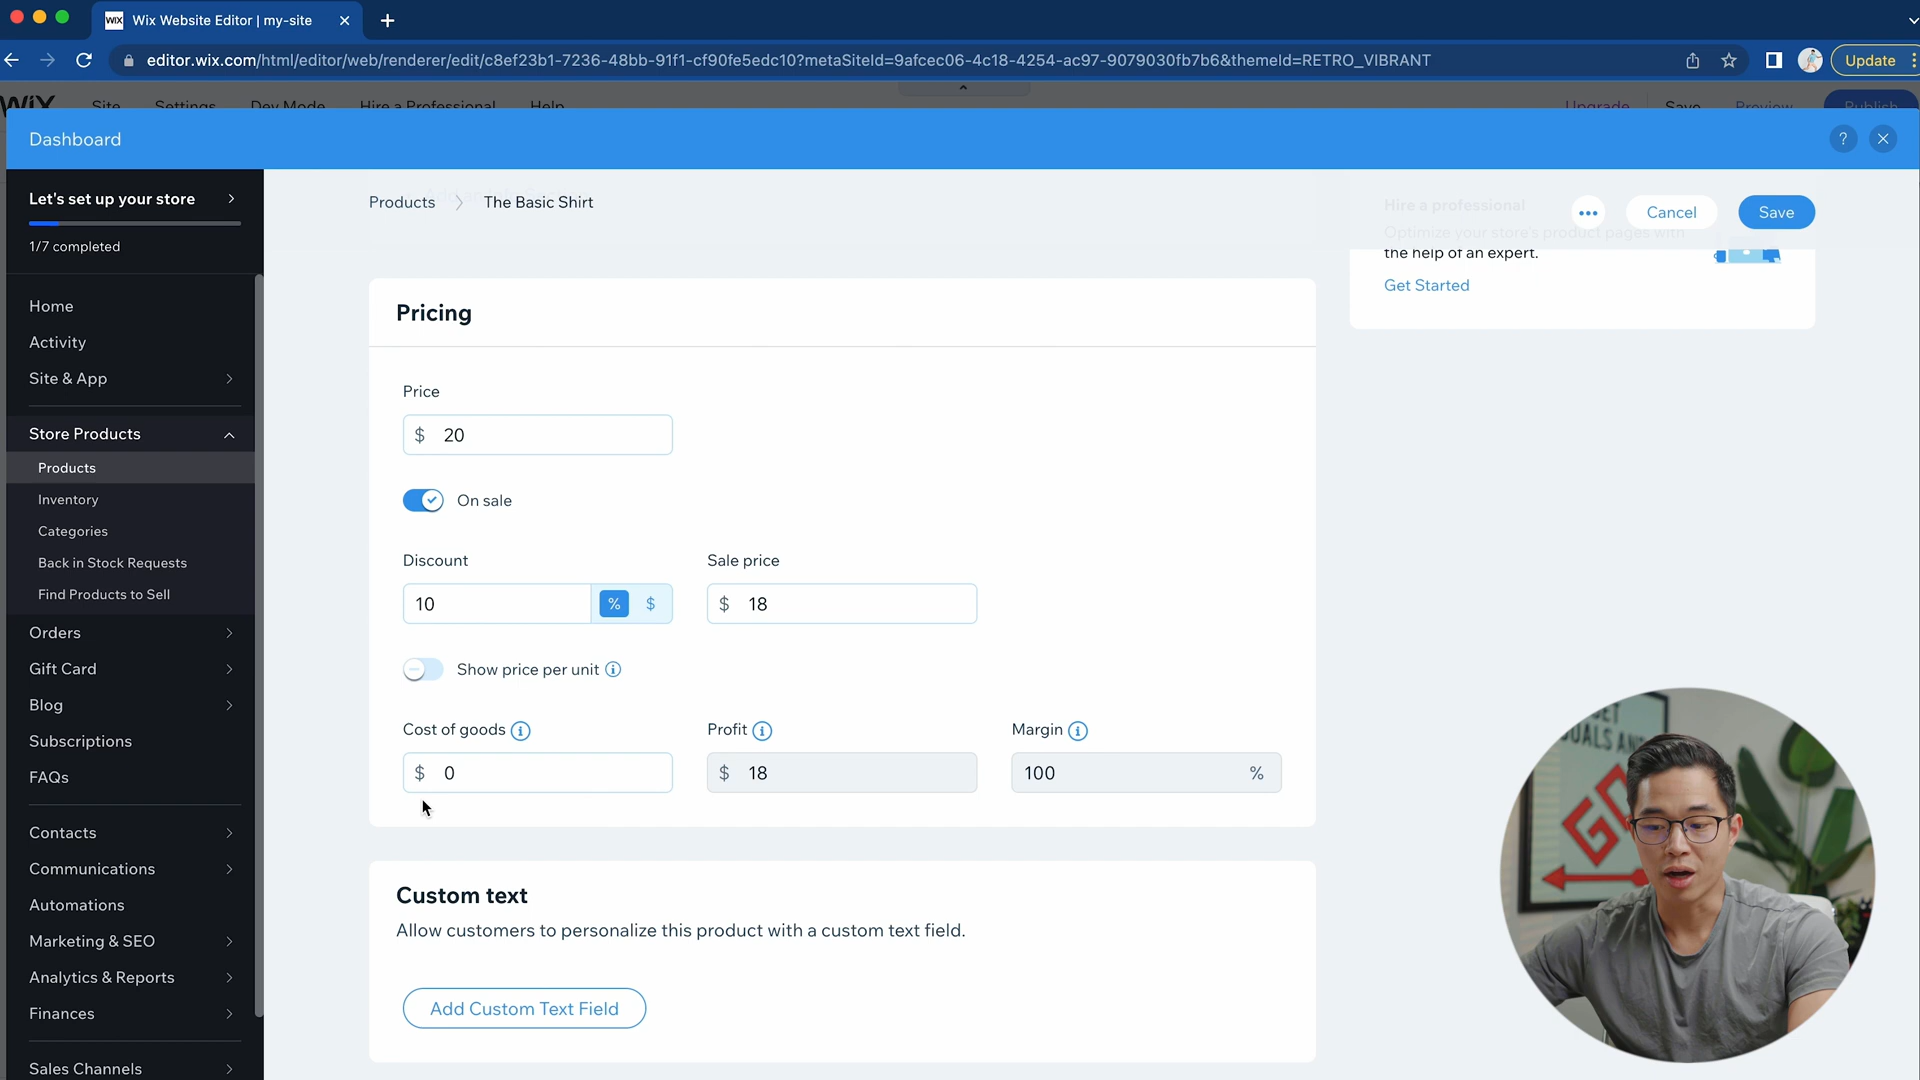 Wix Website Editor | my-site
editor.wix.com/html/editor/web/renderer/edit/c8ef23b1-7236-48bb-91f1-cf90fe5edc10?metaSiteId=9afcec06-4c18-4254-ac97-9079030fb7b6&themeId=RETRO_VIBRANT
Update
WiX Site Settings Dev Mode Hire a Professional Help Upgrade Save Preview Publish
Dashboard
?
Let's set up your store
1/7 completed
Home
Activity
Site & App
Store Products
Products
Inventory
Categories
Back in Stock Requests
Find Products to Sell
Orders
Gift Card
Blog
Subscriptions
FAQs
Contacts
Communications
Automations
Marketing & SEO
Analytics & Reports
Finances
Sales Channels
Products > The Basic Shirt
Cancel
Save
Hire a professional
Optimize your store's product pages with
the help of an expert.
Get Started
Pricing
Price
$ 20
On sale
Discount
10 % $
Sale price
$ 18
Show price per unit
Cost of goods
$ 0
Profit
$ 18
Margin
100 %
Custom text
Allow customers to personalize this product with a custom text field.
Add Custom Text Field